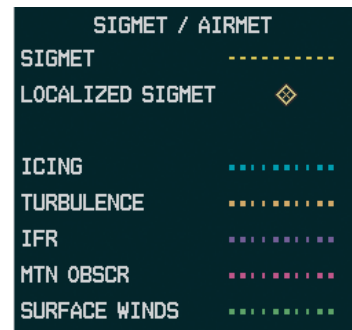 SIGMET / AIRMET
SIGMET
LOCALIZED SIGMET
ICING
TURBULENCE
IFR
MTN OBSCR
SURFACE WINDS